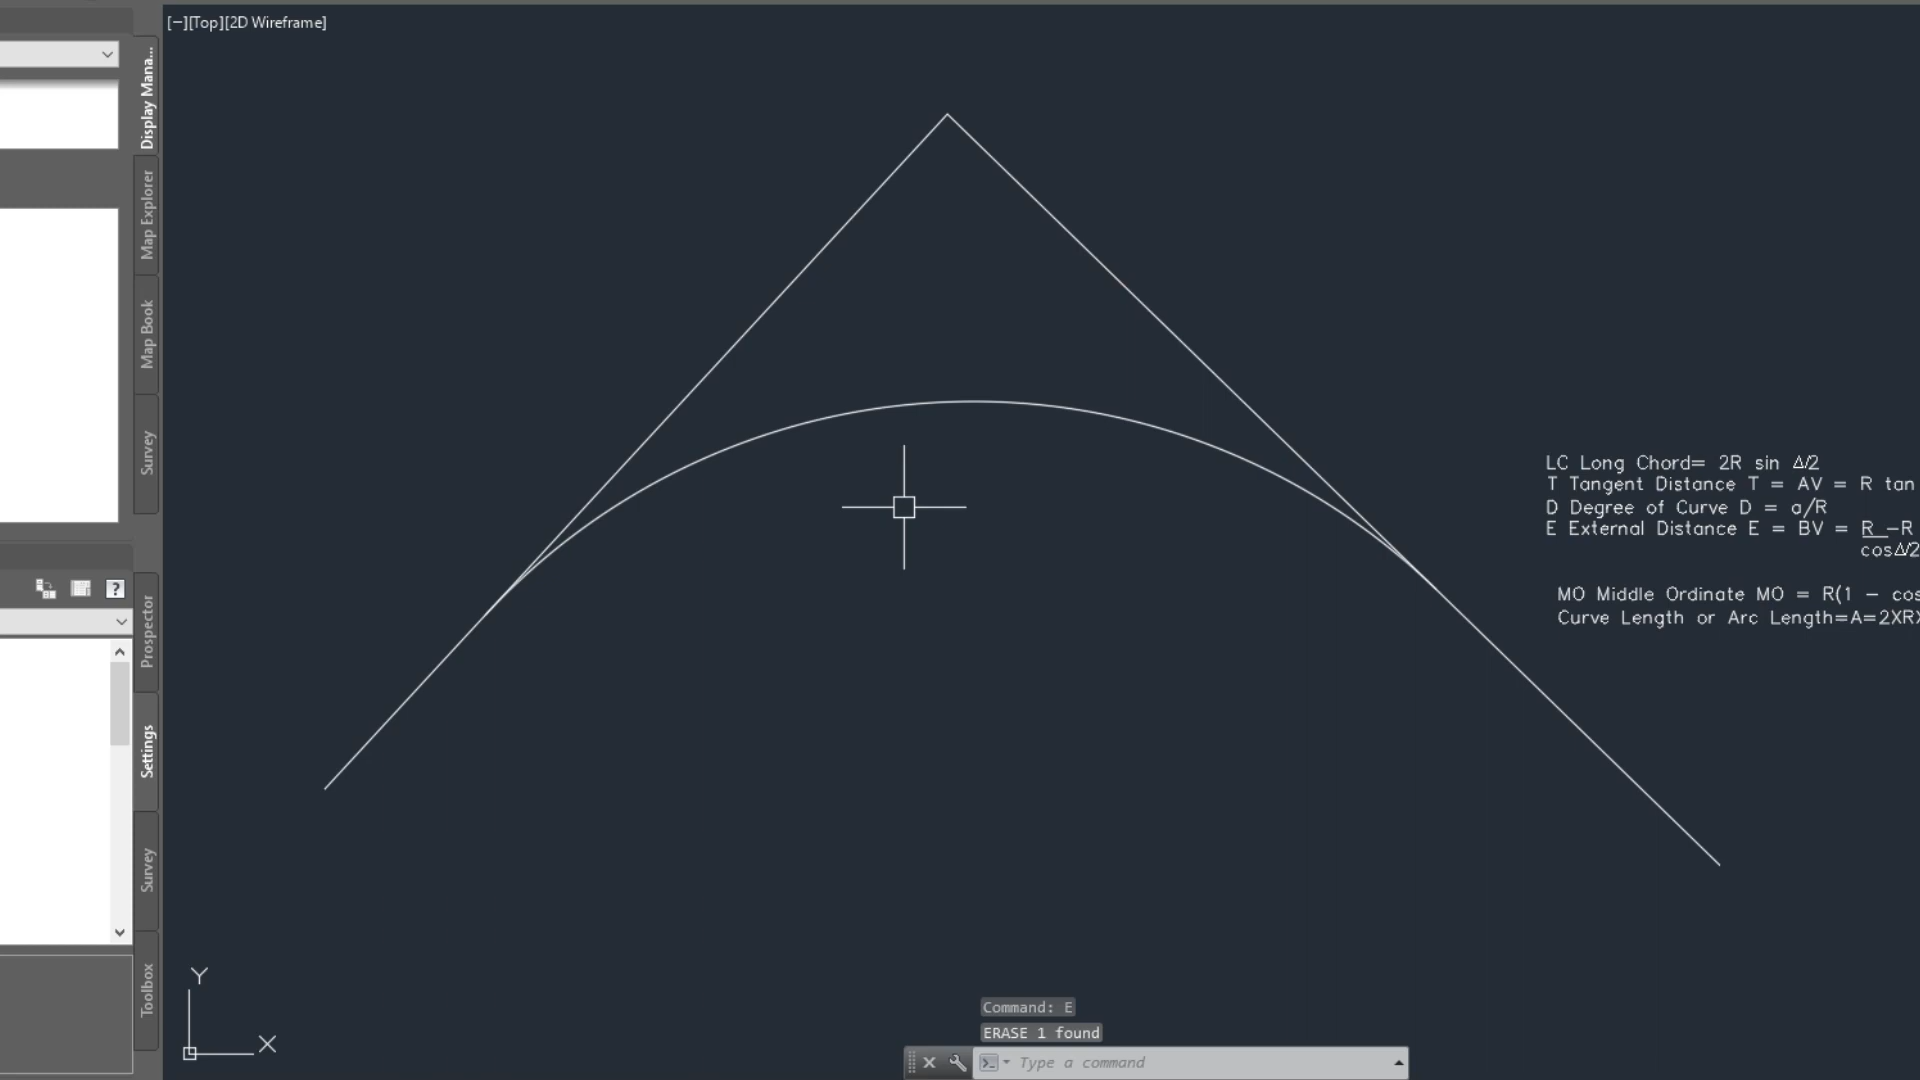 [−][Top][2D Wireframe]
Display Mana...
Map Explorer
Map Book
Survey
Prospector
Settings
Survey
Toolbox
LC Long Chord= 2R sin Δ/2
T Tangent Distance T = AV = R tan
D Degree of Curve D = a/R
E External Distance E = BV = R −R
cosΔ/2
MO Middle Ordinate MO = R(1 − cos
Curve Length or Arc Length=A=2XRX
Y
X
Command: E
ERASE 1 found
Type a command